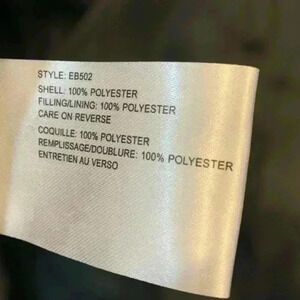 STYLE: EB502
SHELL: 100% POLYESTER
FILLING/LINING: 100% POLYESTER
CARE ON REVERSE
COQUILLE: 100% POLYESTER
REMPLISSAGE/DOUBLURE: 100% POLYESTER
ENTRETIEN AU VERSO